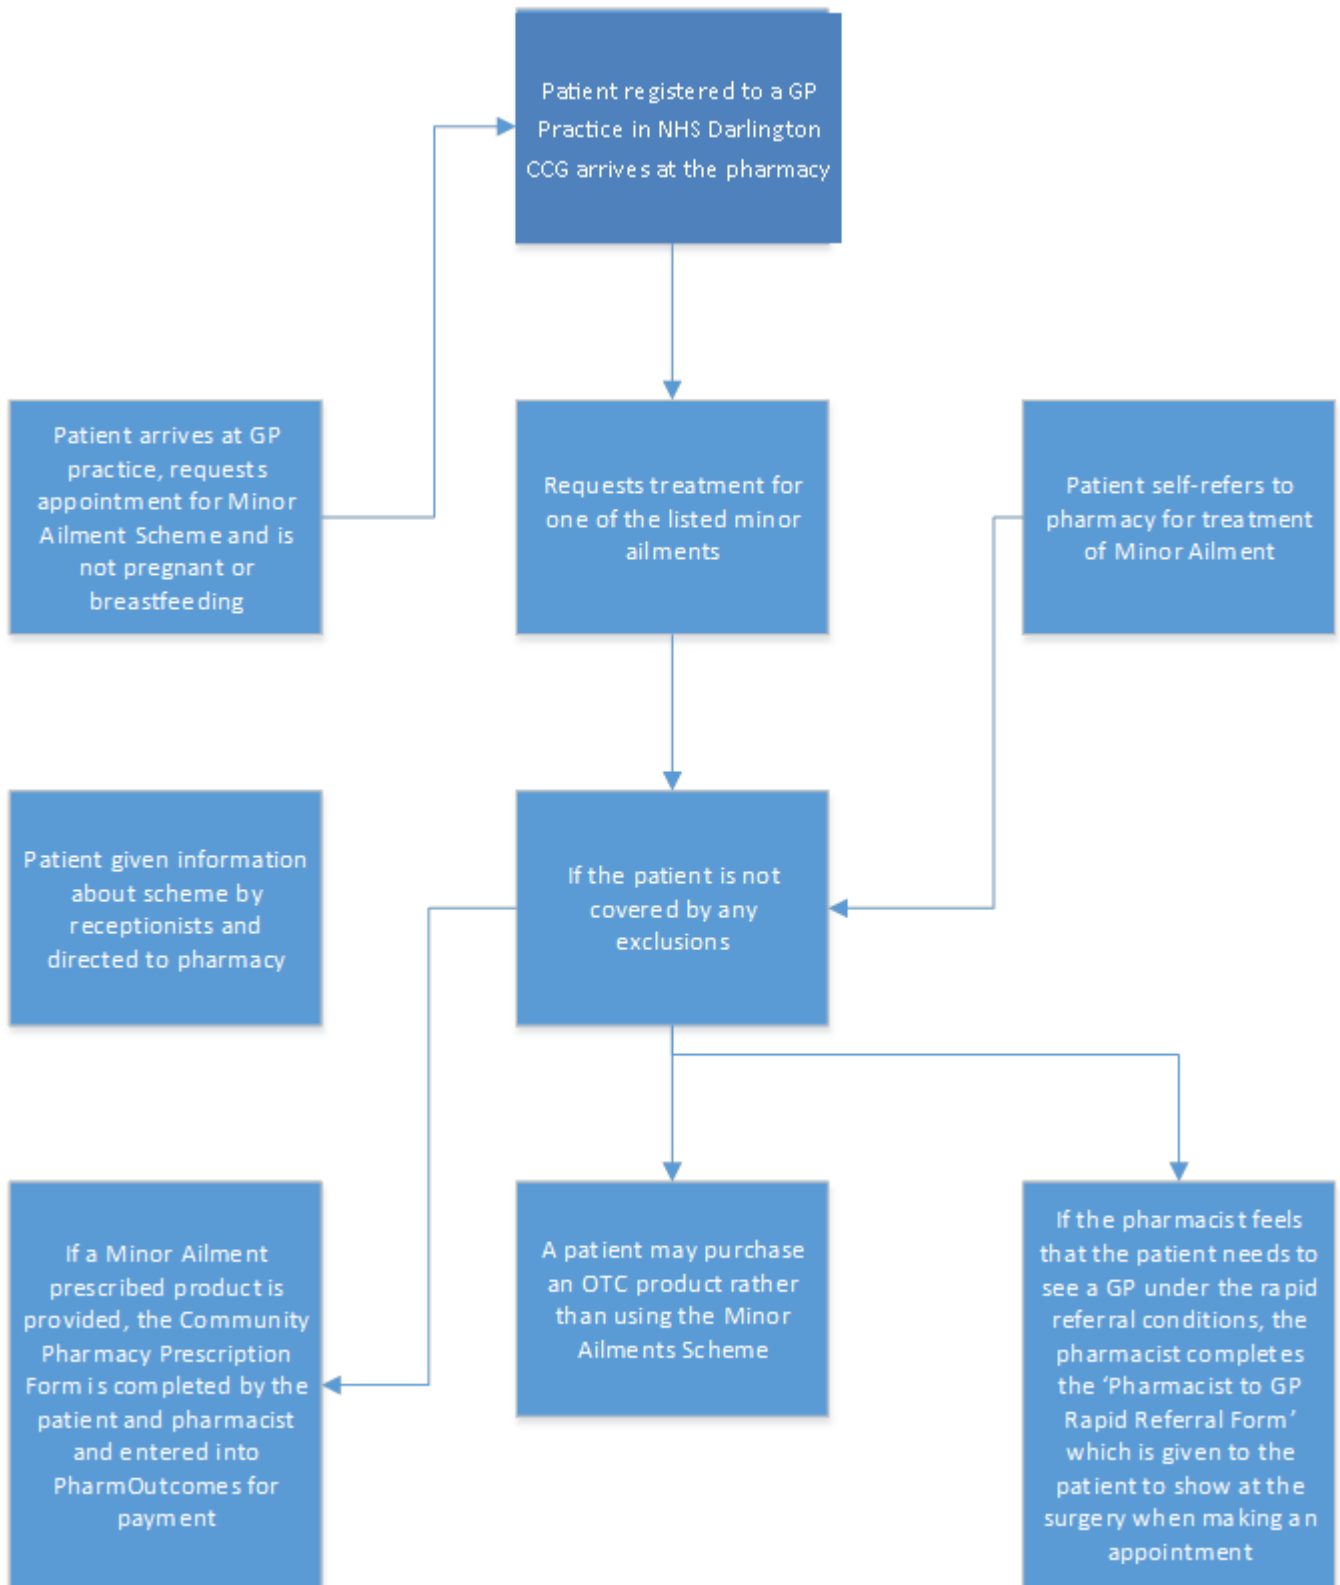 Patient registered to a GP
Practice in NHS Darlington
CCG arrives at the pharmacy
Patient arrives at GP
practice, requests
appointment for Minor
Ailment Scheme and is
not pregnant or
breastfeeding
Requests treatment for
one of the listed minor
ailments
Patient self-refers to
pharmacy for treatment
of Minor Ailment
Patient given information
about scheme by
receptionists and
directed to pharmacy
If the patient is not
covered by any
exclusions
If a Minor Ailment
prescribed product is
provided, the Community
Pharmacy Prescription
Form is completed by the
patient and pharmacist
and entered into
PharmOutcomes for
payment
A patient may purchase
an OTC product rather
than using the Minor
Ailments Scheme
If the pharmacist feels
that the patient needs to
see a GP under the rapid
referral conditions, the
pharmacist completes
the ‘Pharmacist to GP
Rapid Referral Form’
which is given to the
patient to show at the
surgery when making an
appointment